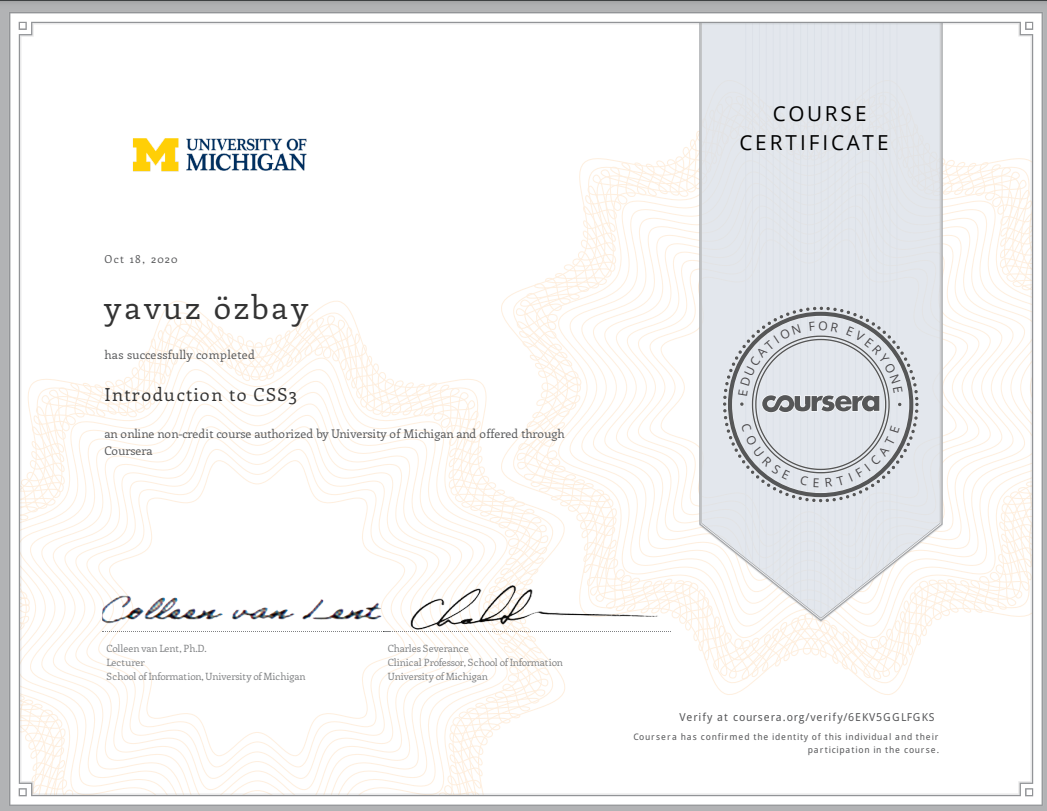 COURSE
CERTIFICATE
UNIVERSITY OF
MICHIGAN
Oct 18, 2020
yavuz özbay
has successfully completed
Introduction to CSS3
an online non-credit course authorized by University of Michigan and offered through
Coursera
EDUCATION FOR EVERYONE
coursera
COURSE CERTIFICATE
Colleen van Lent
Colleen van Lent, Ph.D.
Lecturer
School of Information, University of Michigan
Charles Severance
Clinical Professor, School of Information
University of Michigan
Verify at coursera.org/verify/6EKV5GGLFGKS
Coursera has confirmed the identity of this individual and their
participation in the course.